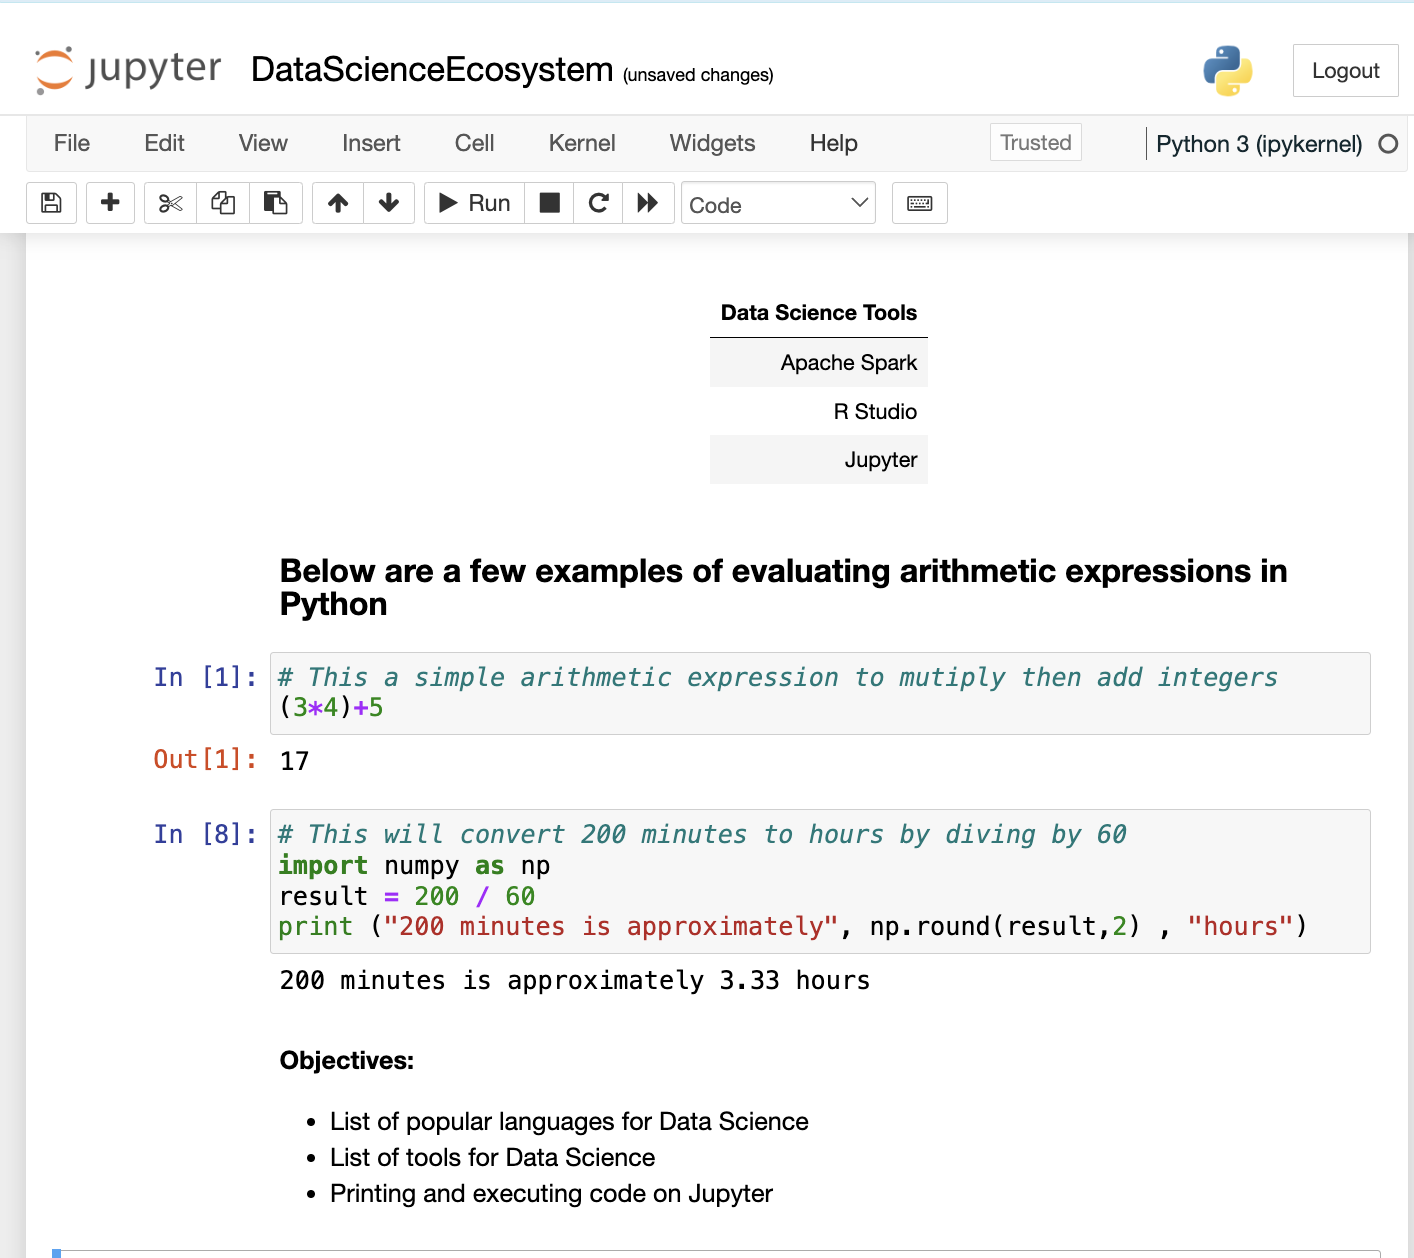 jupyter DataScienceEcosystem (unsaved changes) Logout
File Edit View Insert Cell Kernel Widgets Help Trusted Python 3 (ipykernel)
Run Code
Data Science Tools
Apache Spark
R Studio
Jupyter
Below are a few examples of evaluating arithmetic expressions in
Python
In [1]: # This a simple arithmetic expression to mutiply then add integers
(3*4)+5
Out[1]: 17
In [8]: # This will convert 200 minutes to hours by diving by 60
import numpy as np
result = 200 / 60
print ("200 minutes is approximately", np.round(result,2) , "hours")
200 minutes is approximately 3.33 hours
Objectives:
• List of popular languages for Data Science
• List of tools for Data Science
• Printing and executing code on Jupyter